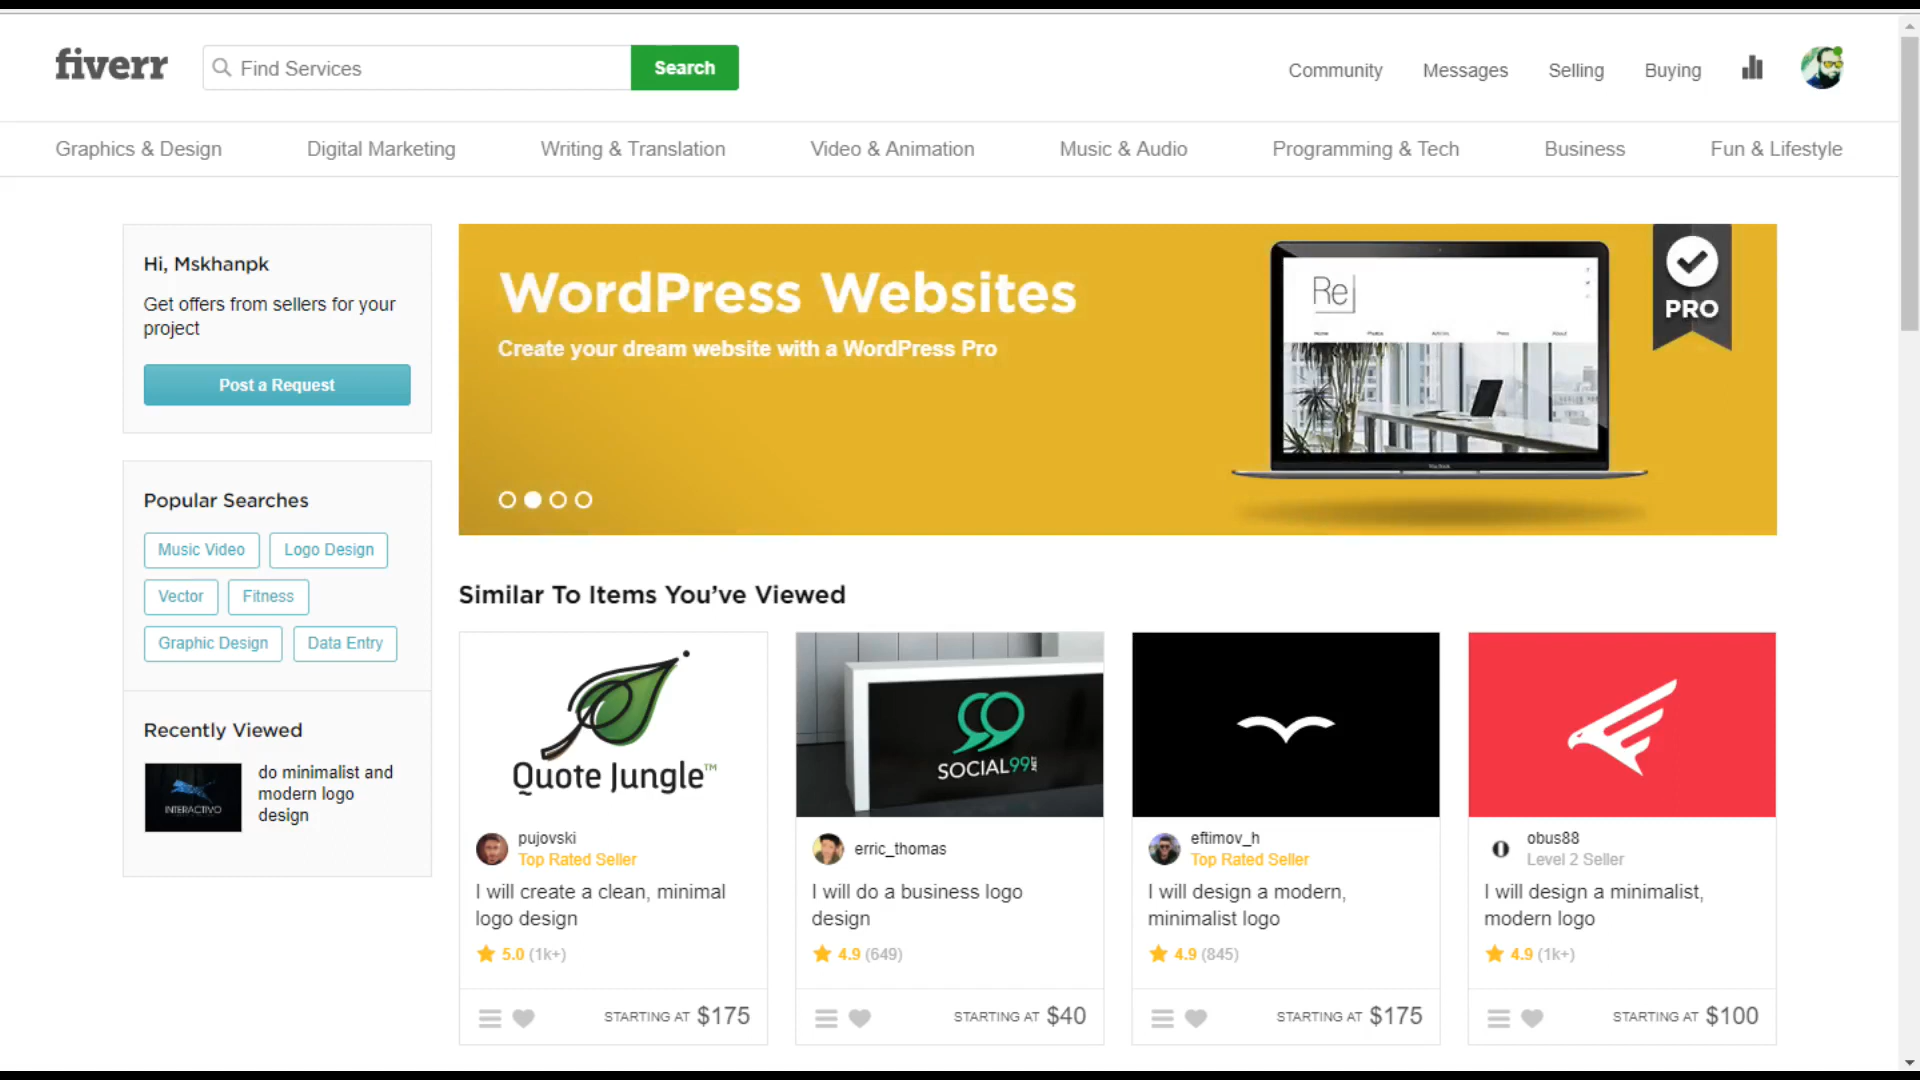 fiverr
Find Services
Search
Community
Messages
Selling
Buying
Graphics & Design
Digital Marketing
Writing & Translation
Video & Animation
Music & Audio
Programming & Tech
Business
Fun & Lifestyle
Hi, Mskhanpk
Get offers from sellers for your
project
Post a Request
Popular Searches
Music Video
Logo Design
Vector
Fitness
Graphic Design
Data Entry
Recently Viewed
INTERACTIVO
do minimalist and
modern logo
design
WordPress Websites
Create your dream website with a WordPress Pro
Re
Home
Photos
Press
About
MacBook
PRO
Similar To Items You’ve Viewed
Quote Jungle™
pujovski
Top Rated Seller
I will create a clean, minimal
logo design
5.0 (1k+)
STARTING AT $175
SOCIAL99.NET
erric_thomas
I will do a business logo
design
4.9 (649)
STARTING AT $40
eftimov_h
Top Rated Seller
I will design a modern,
minimalist logo
4.9 (845)
STARTING AT $175
obus88
Level 2 Seller
I will design a minimalist,
modern logo
4.9 (1k+)
STARTING AT $100